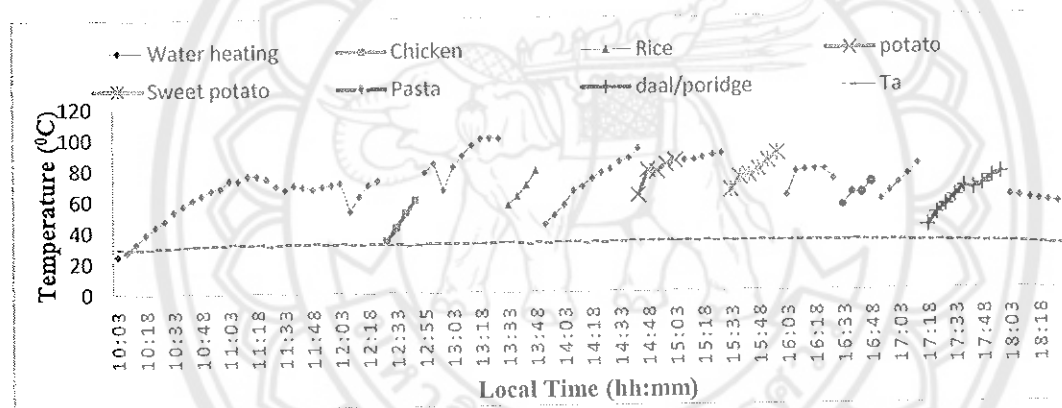 Water heating Chicken Rice potato
Sweet potato Pasta daal/poridge Ta
Temperature (⁰C)
120
100
80
60
40
20
0
10:03 10:18 10:33 10:48 11:03 11:18 11:33 11:48 12:03 12:18 12:33 12:55 13:03 13:18 13:33 13:48 14:03 14:18 14:33 14:48 15:03 15:18 15:33 15:48 16:03 16:18 16:33 16:48 17:03 17:18 17:33 17:48 18:03 18:18
Local Time (hh:mm)